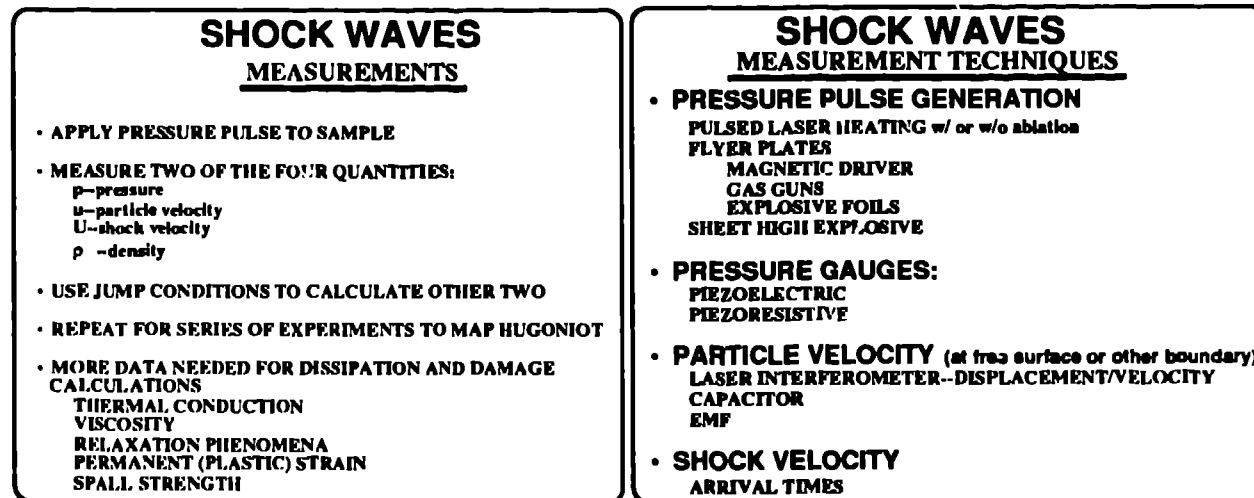 SHOCK WAVES
MEASUREMENTS
• APPLY PRESSURE PULSE TO SAMPLE
• MEASURE TWO OF THE FOUR QUANTITIES:
p–pressure
u–particle velocity
U–shock velocity
ρ –density
• USE JUMP CONDITIONS TO CALCULATE OTHER TWO
• REPEAT FOR SERIES OF EXPERIMENTS TO MAP HUGONIOT
• MORE DATA NEEDED FOR DISSIPATION AND DAMAGE
CALCULATIONS
THERMAL CONDUCTION
VISCOSITY
RELAXATION PHENOMENA
PERMANENT (PLASTIC) STRAIN
SPALL STRENGTH
SHOCK WAVES
MEASUREMENT TECHNIQUES
• PRESSURE PULSE GENERATION
PULSED LASER HEATING w/ or w/o ablation
FLYER PLATES
MAGNETIC DRIVER
GAS GUNS
EXPLOSIVE FOILS
SHEET HIGH EXPLOSIVE
• PRESSURE GAUGES:
PIEZOELECTRIC
PIEZORESISTIVE
• PARTICLE VELOCITY (at free surface or other boundary)
LASER INTERFEROMETER--DISPLACEMENT/VELOCITY
CAPACITOR
EMF
• SHOCK VELOCITY
ARRIVAL TIMES